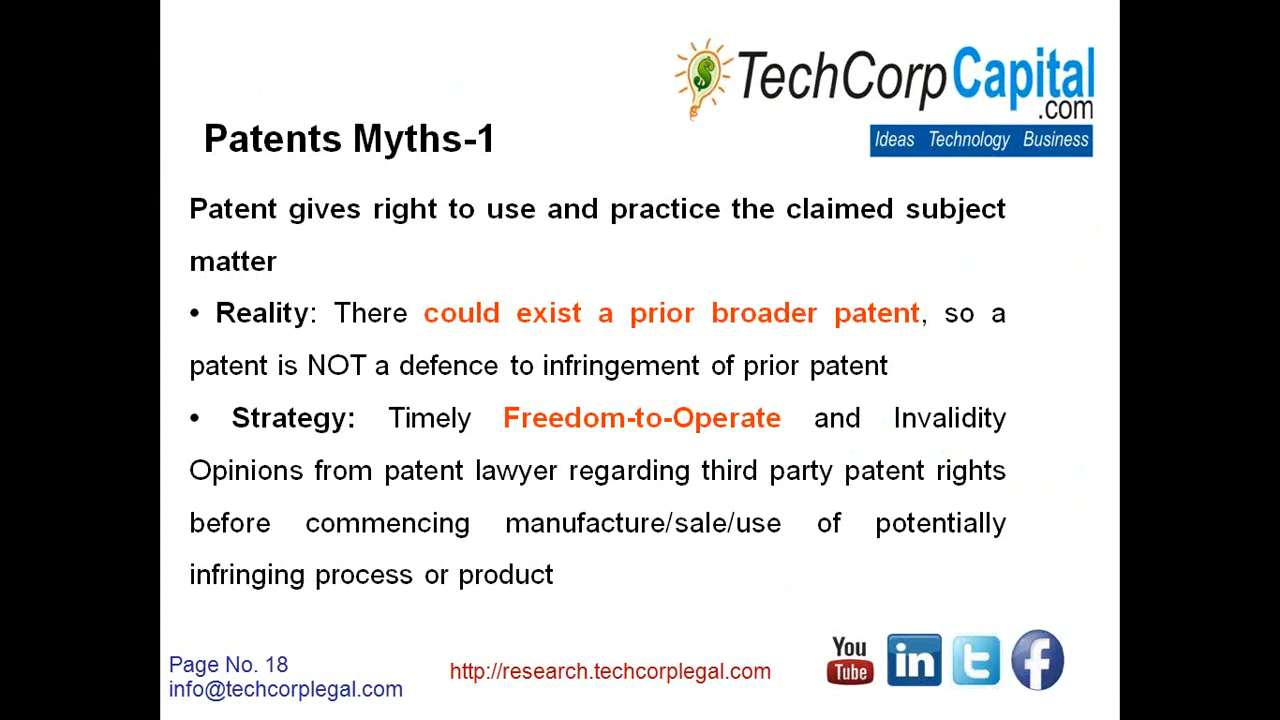 TechCorpCapital
.com
Ideas Technology Business
Patents Myths-1
Patent gives right to use and practice the claimed subject
matter
• Reality: There could exist a prior broader patent, so a
patent is NOT a defence to infringement of prior patent
• Strategy: Timely Freedom-to-Operate and Invalidity
Opinions from patent lawyer regarding third party patent rights
before commencing manufacture/sale/use of potentially
infringing process or product
Page No. 18
info@techcorplegal.com
http://research.techcorplegal.com
You
Tube
in
t
f